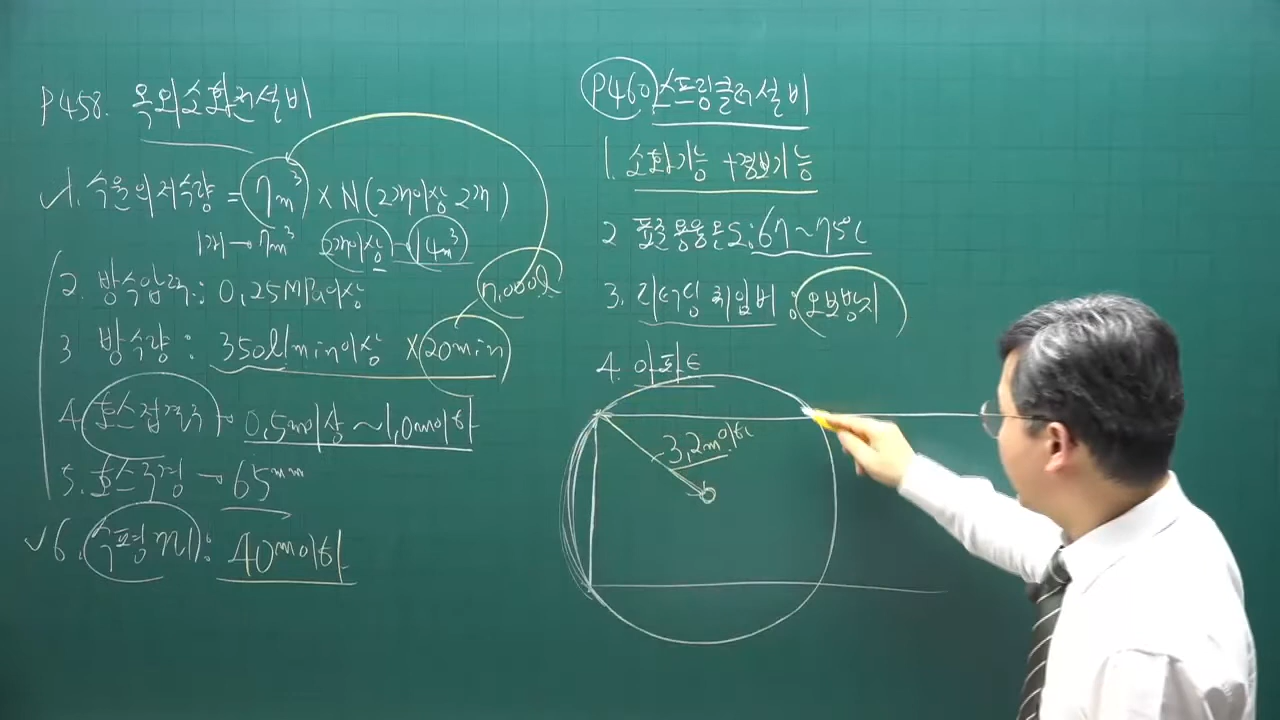 P458. 옥외소화전설비
1. 수원의 저수량 = 7m³ × N(2개이상 2개)
1개→7m³ 2개이상→14m³
2. 방수압력: 0.25MPa이상
7,000ℓ
3 방수량: 350ℓ/min이상 ×20min
4. 호스접결구→0.5m이상~1.0m이하
5. 호스구경→65mm
6. 수평거리: 40m이하
P460 스프링클러설비
1. 소화기능+경보기능
2 표준용융온도: 67~75℃
3. 리타딩 챔버: 오보방지
4. 아파트
3.2m이하